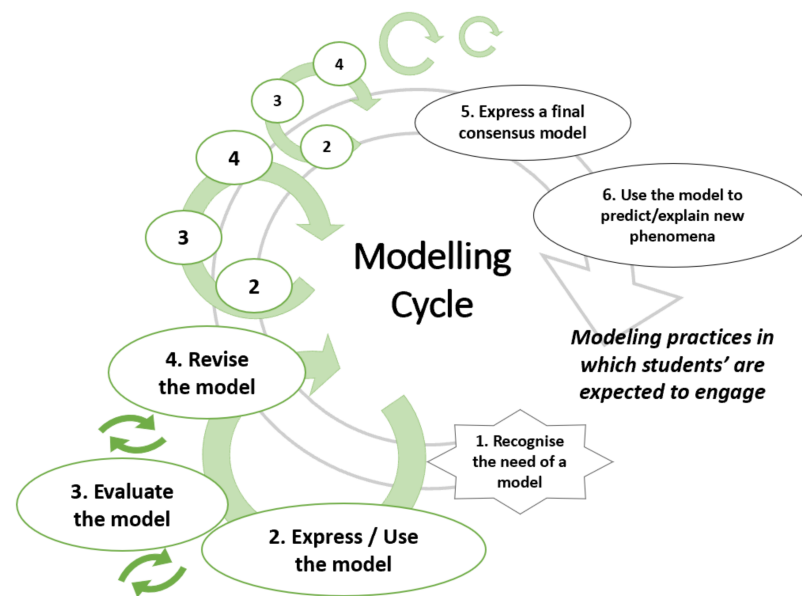 4
3
2
4
3
2
5. Express a final
consensus model
6. Use the model to
predict/explain new
phenomena
Modelling
Cycle
Modeling practices in
which students’ are
expected to engage
4. Revise
the model
3. Evaluate
the model
2. Express / Use
the model
1. Recognise
the need of a
model